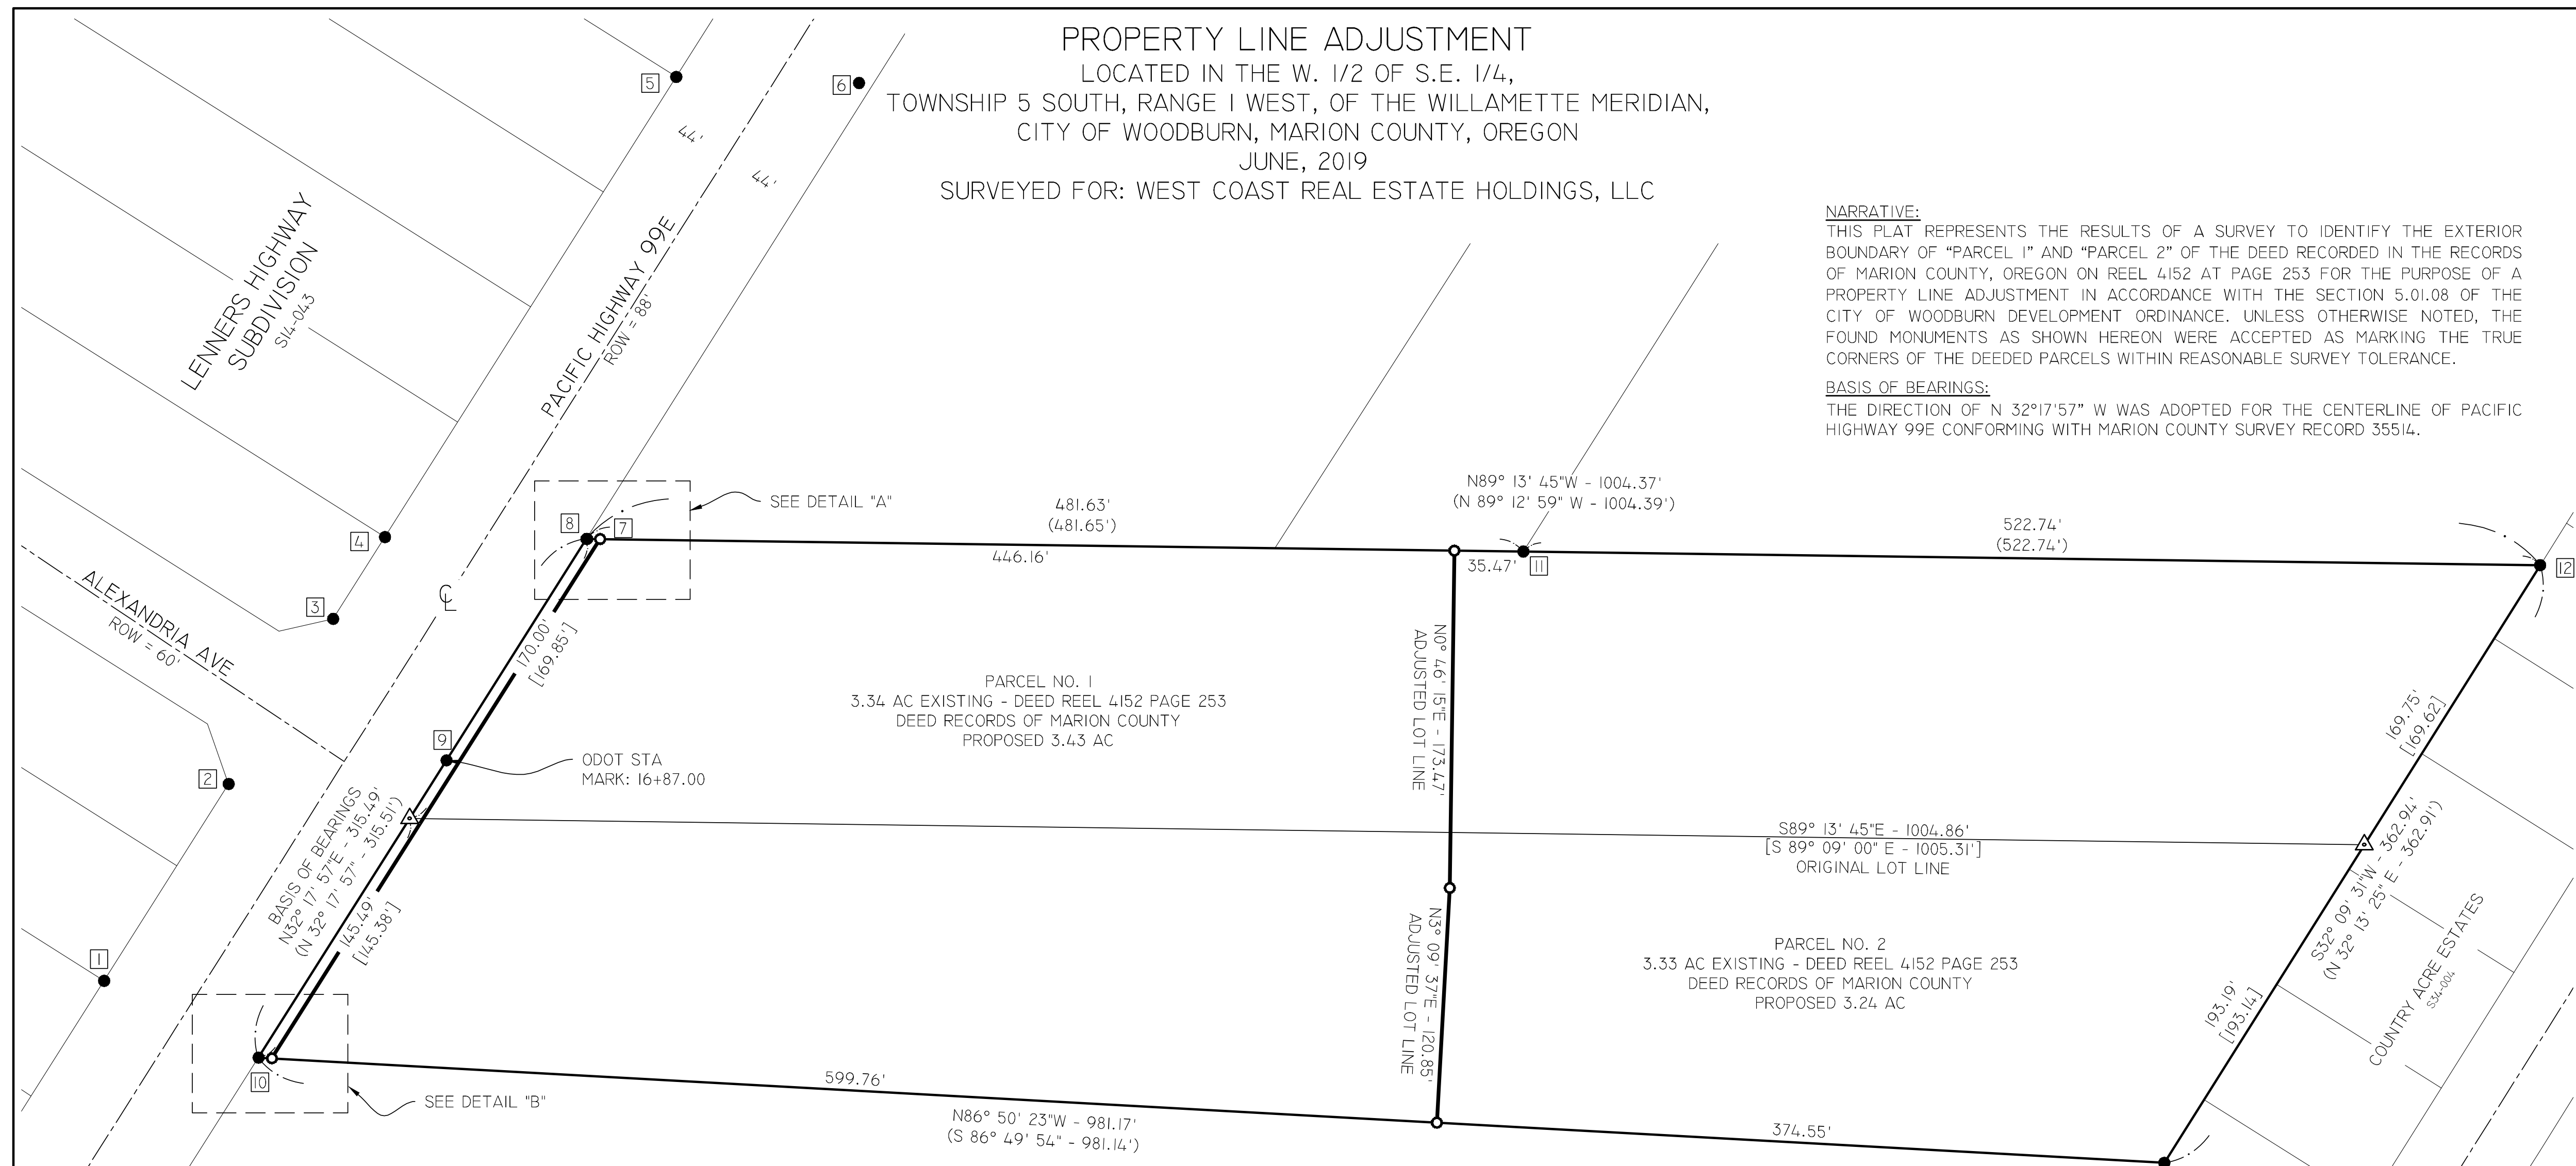 PROPERTY LINE ADJUSTMENT
LOCATED IN THE W. 1/2 OF S.E. 1/4,
TOWNSHIP 5 SOUTH, RANGE 1 WEST, OF THE WILLAMETTE MERIDIAN,
CITY OF WOODBURN, MARION COUNTY, OREGON
JUNE, 2019
SURVEYED FOR: WEST COAST REAL ESTATE HOLDINGS, LLC
NARRATIVE:
THIS PLAT REPRESENTS THE RESULTS OF A SURVEY TO IDENTIFY THE EXTERIOR
BOUNDARY OF “PARCEL 1” AND “PARCEL 2” OF THE DEED RECORDED IN THE RECORDS
OF MARION COUNTY, OREGON ON REEL 4152 AT PAGE 253 FOR THE PURPOSE OF A
PROPERTY LINE ADJUSTMENT IN ACCORDANCE WITH THE SECTION 5.01.08 OF THE
CITY OF WOODBURN DEVELOPMENT ORDINANCE. UNLESS OTHERWISE NOTED, THE
FOUND MONUMENTS AS SHOWN HEREON WERE ACCEPTED AS MARKING THE TRUE
CORNERS OF THE DEEDED PARCELS WITHIN REASONABLE SURVEY TOLERANCE.
BASIS OF BEARINGS:
THE DIRECTION OF N 32°17'57” W WAS ADOPTED FOR THE CENTERLINE OF PACIFIC
HIGHWAY 99E CONFORMING WITH MARION COUNTY SURVEY RECORD 35514.
5
6
44'
44'
LENNERS HIGHWAY
SUBDIVISION
S14-043
PACIFIC HIGHWAY 99E
ROW = 88'
SEE DETAIL "A"
8
7
4
3
℄
ALEXANDRIA AVE
ROW = 60'
2
1
9
10
481.63'
(481.65')
446.16'
N89° 13' 45"W - 1004.37'
(N 89° 12' 59" W - 1004.39')
35.47'
11
522.74'
(522.74')
12
170.00'
[169.85']
PARCEL NO. 1
3.34 AC EXISTING - DEED REEL 4152 PAGE 253
DEED RECORDS OF MARION COUNTY
PROPOSED 3.43 AC
ODOT STA
MARK: 16+87.00
N0° 46' 15"E - 173.47'
ADJUSTED LOT LINE
BASIS OF BEARINGS
N32° 17' 57"E - 315.49'
(N 32° 17' 57" - 315.51')
145.49'
[145.38']
S89° 13' 45"E - 1004.86'
[S 89° 09' 00" E - 1005.31']
ORIGINAL LOT LINE
169.75'
[169.62]
S32° 09' 31"W - 362.94'
(N 32° 13' 25" E - 362.91')
193.19'
[193.14]
COUNTRY ACRE ESTATES
S34-004
N3° 09' 37"E - 120.85'
ADJUSTED LOT LINE
PARCEL NO. 2
3.33 AC EXISTING - DEED REEL 4152 PAGE 253
DEED RECORDS OF MARION COUNTY
PROPOSED 3.24 AC
SEE DETAIL "B"
599.76'
N86° 50' 23"W - 981.17'
(S 86° 49' 54" - 981.14')
374.55'